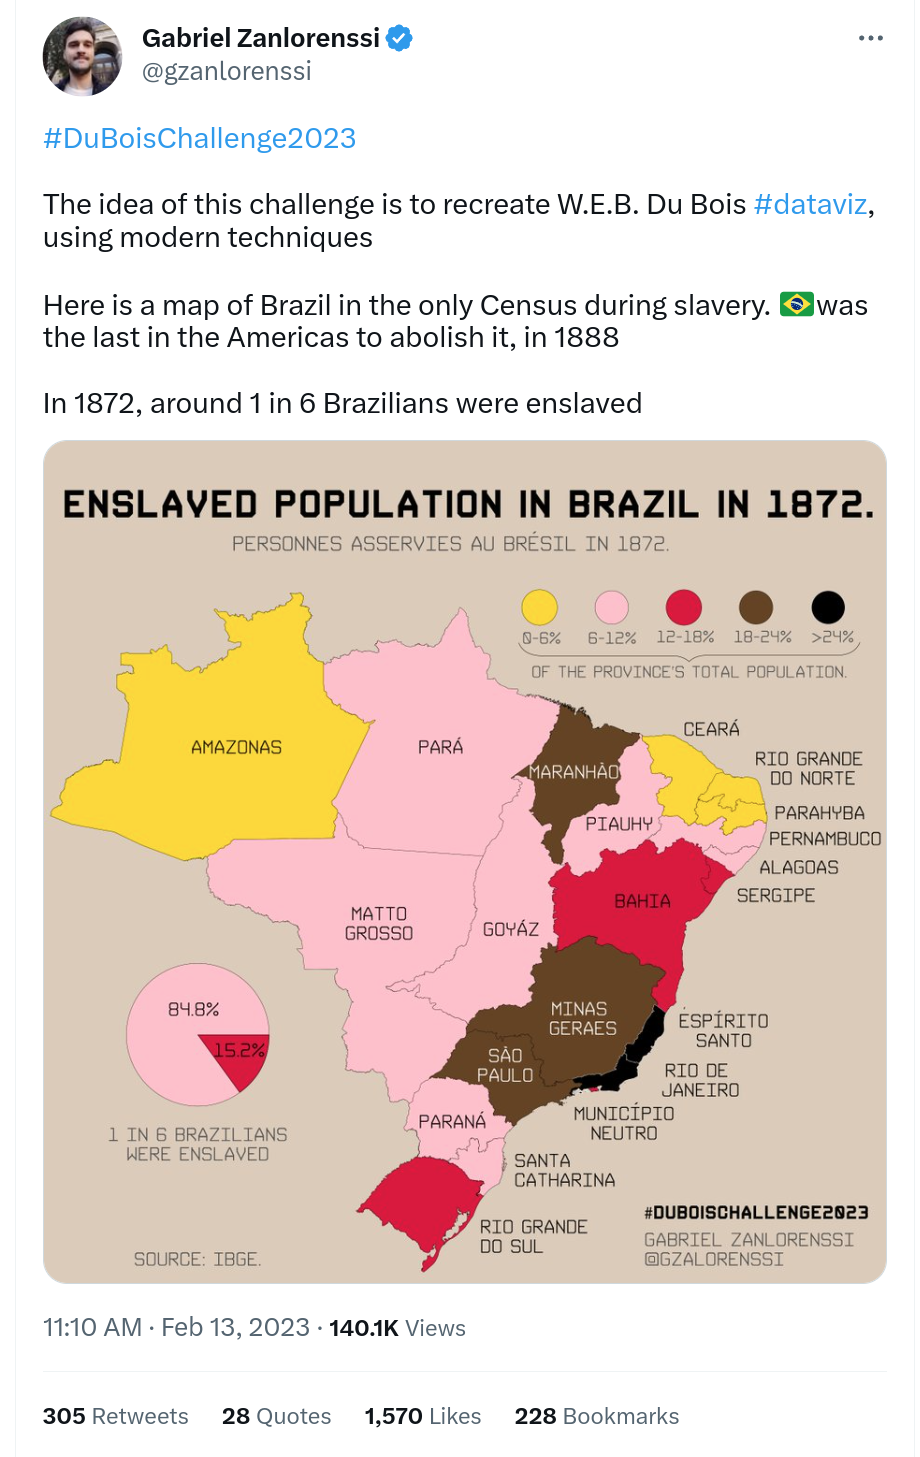 Gabriel Zanlorenssi
@gzanlorenssi
#DuBoisChallenge2023
The idea of this challenge is to recreate W.E.B. Du Bois #dataviz,
using modern techniques
Here is a map of Brazil in the only Census during slavery. 🇧🇷was
the last in the Americas to abolish it, in 1888
In 1872, around 1 in 6 Brazilians were enslaved
ENSLAVED POPULATION IN BRAZIL IN 1872.
PERSONNES ASSERVIES AU BRÉSIL IN 1872.
0-6% 6-12% 12-18% 18-24% >24%
OF THE PROVINCE'S TOTAL POPULATION.
AMAZONAS
PARÁ
MARANHÃO
CEARÁ
RIO GRANDE
DO NORTE
PARAHYBA
PIAUHY
PERNAMBUCO
ALAGOAS
SERGIPE
BAHIA
MATTO
GROSSO
GOYÁZ
MINAS
GERAES
ESPÍRITO
SANTO
SÃO
PAULO
RIO DE
JANEIRO
MUNICÍPIO
NEUTRO
PARANÁ
SANTA
CATHARINA
RIO GRANDE
DO SUL
84.8%
15.2%
1 IN 6 BRAZILIANS
WERE ENSLAVED
SOURCE: IBGE.
#DUBOISCHALLENGE2023
GABRIEL ZANLORENSSI
@GZALORENSSI
11:10 AM · Feb 13, 2023 · 140.1K Views
305 Retweets 28 Quotes 1,570 Likes 228 Bookmarks